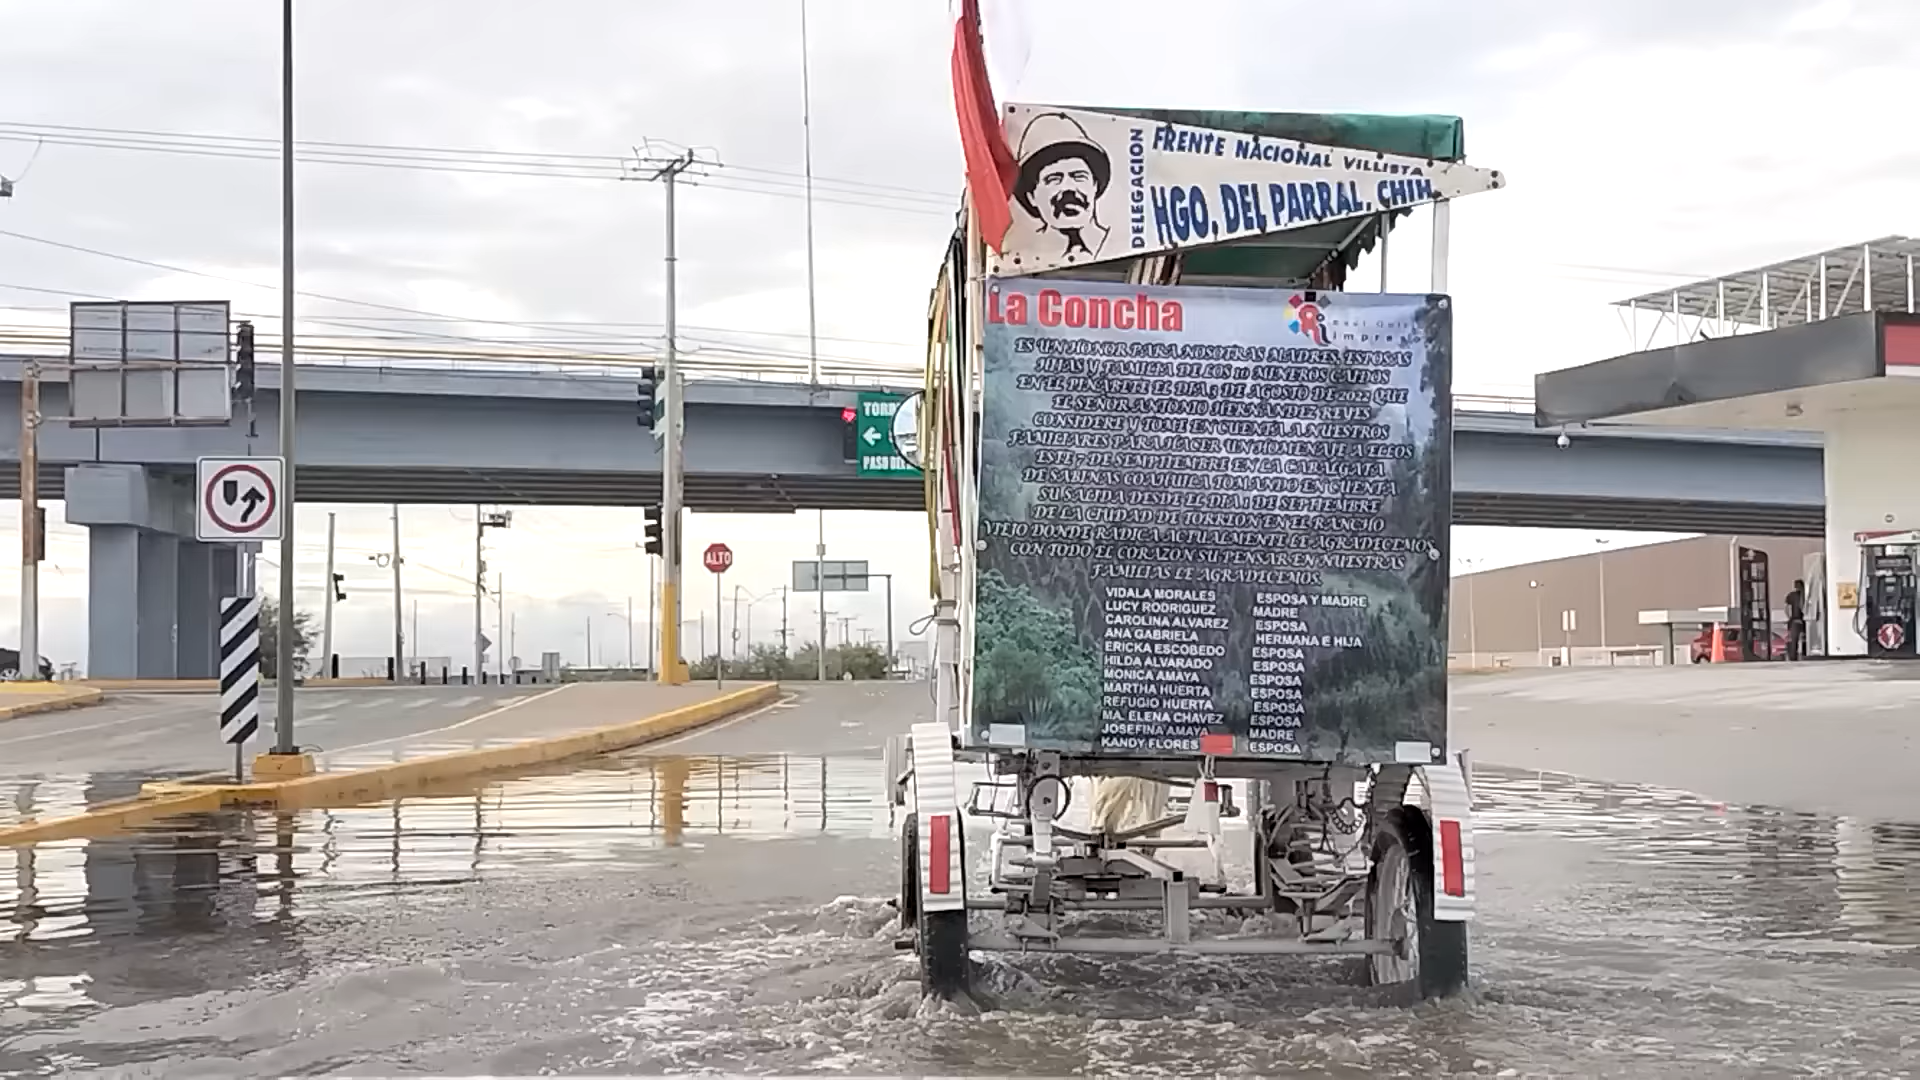 DELEGACION
FRENTE NACIONAL VILLISTA
HGO. DEL PARRAL, CHIH.
La Concha
impres
ES UN HONOR PARA NOSOTRAS MADRES, ESPOSAS
HIJAS Y FAMILIA DE LOS 10 MINEROS CAIDOS
EN EL PINABETE EL DIA 3 DE AGOSTO DE 2022 QUE
EL SEÑOR ANTONIO HERNANDEZ REYES
CONSIDERE Y TOME EN CUENTA A NUESTROS
FAMILIARES PARA HACER UN HOMENAJE A ELLOS
ESTE 7 DE SEMPTIEMBRE EN LA CABALGATA
DE SABINAS COAHUILA TOMANDO EN CUENTA
SU SALIDA DESDE EL DIA 1 DE SEPTIEMBRE
DE LA CIUDAD DE TORREON EN EL RANCHO
VIEJO DONDE RADICA ACTUALMENTE LE AGRADECEMOS
CON TODO EL CORAZON SU PENSAR EN NUESTRAS
FAMILIAS LE AGRADECEMOS.
VIDALA MORALES ESPOSA Y MADRE
LUCY RODRIGUEZ MADRE
CAROLINA ALVAREZ ESPOSA
ANA GABRIELA HERMANA E HIJA
ERICKA ESCOBEDO ESPOSA
HILDA ALVARADO ESPOSA
MONICA AMAYA ESPOSA
MARTHA HUERTA ESPOSA
REFUGIO HUERTA ESPOSA
MA. ELENA CHAVEZ ESPOSA
JOSEFINA AMAYA MADRE
KANDY FLORES ESPOSA
TORRE
PASO DEL
ALTO